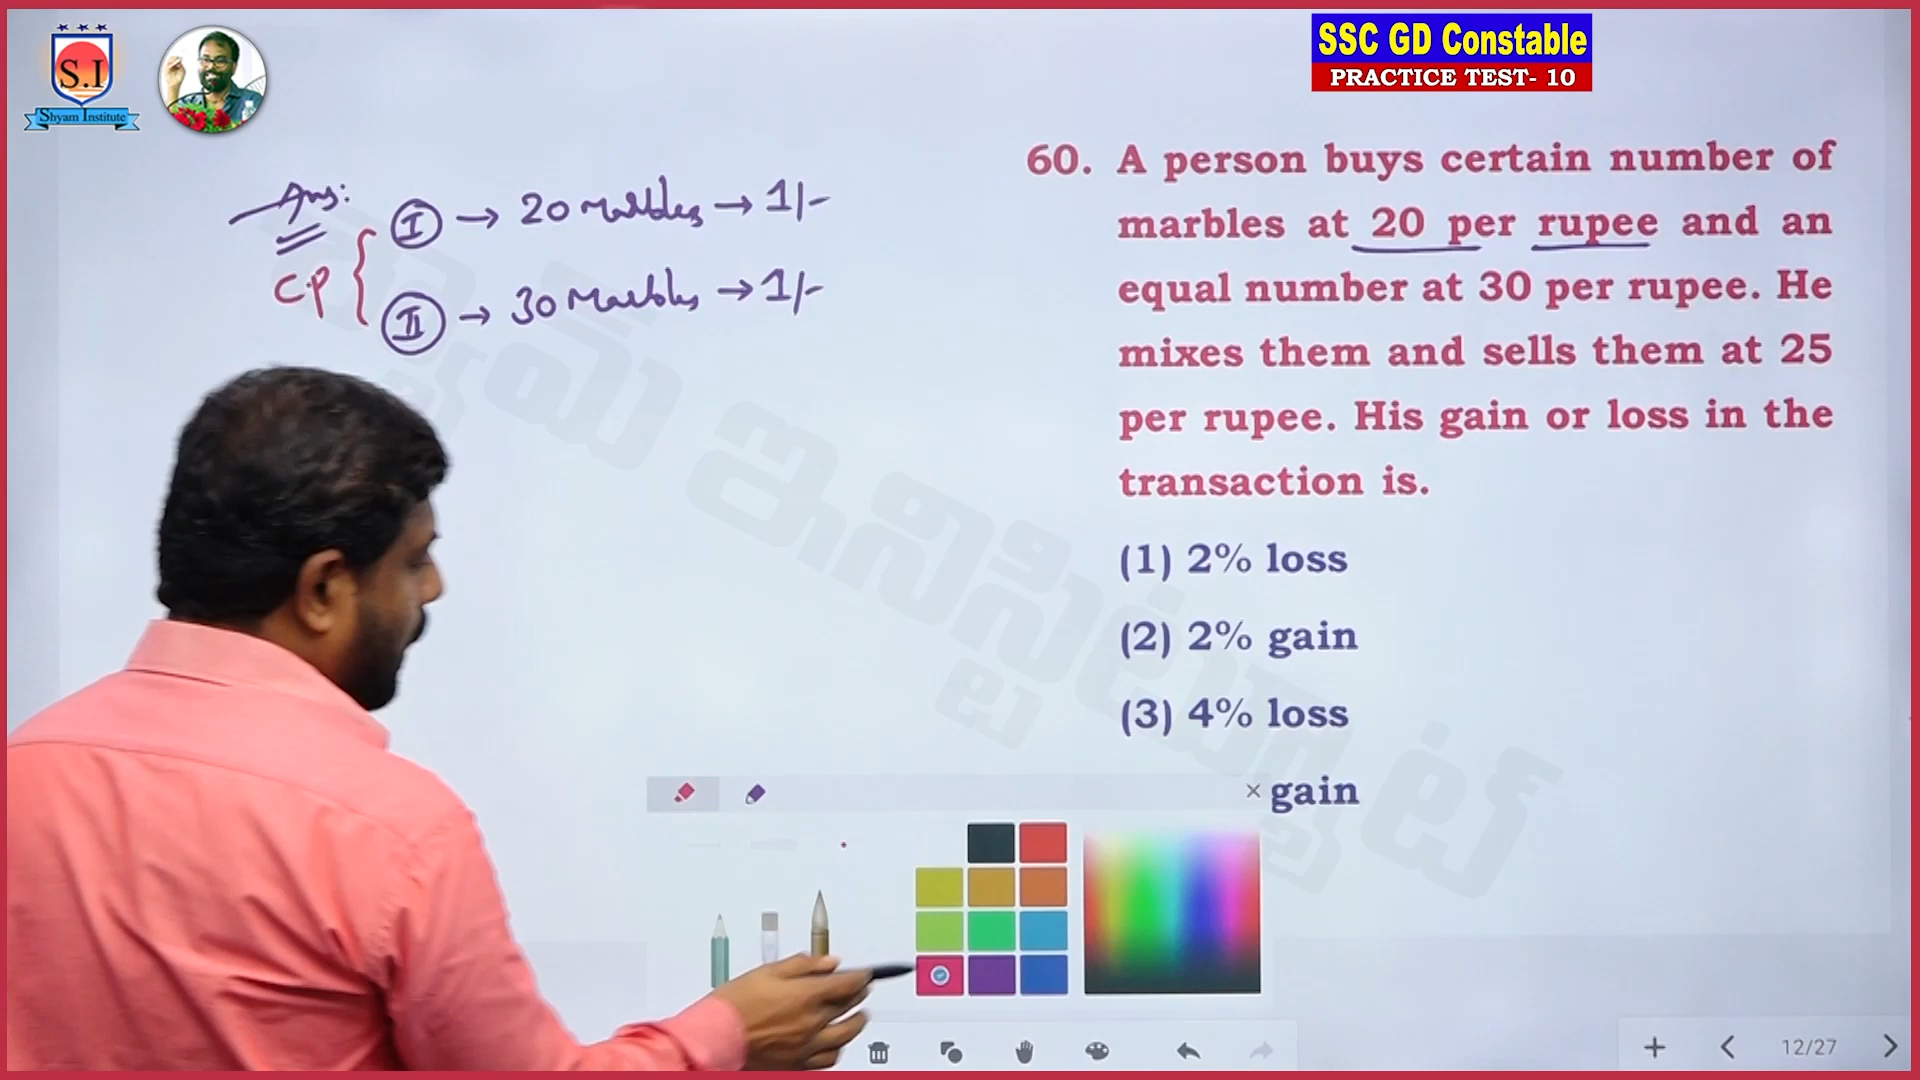 SSC GD Constable
PRACTICE TEST- 10
S.I
Shyam Institute
Ans:
CP
I → 20 Marbles → 1/-
II → 30 Marbles → 1/-
60. A person buys certain number of
marbles at 20 per rupee and an
equal number at 30 per rupee. He
mixes them and sells them at 25
per rupee. His gain or loss in the
transaction is.
(1) 2% loss
(2) 2% gain
(3) 4% loss
× gain
12/27